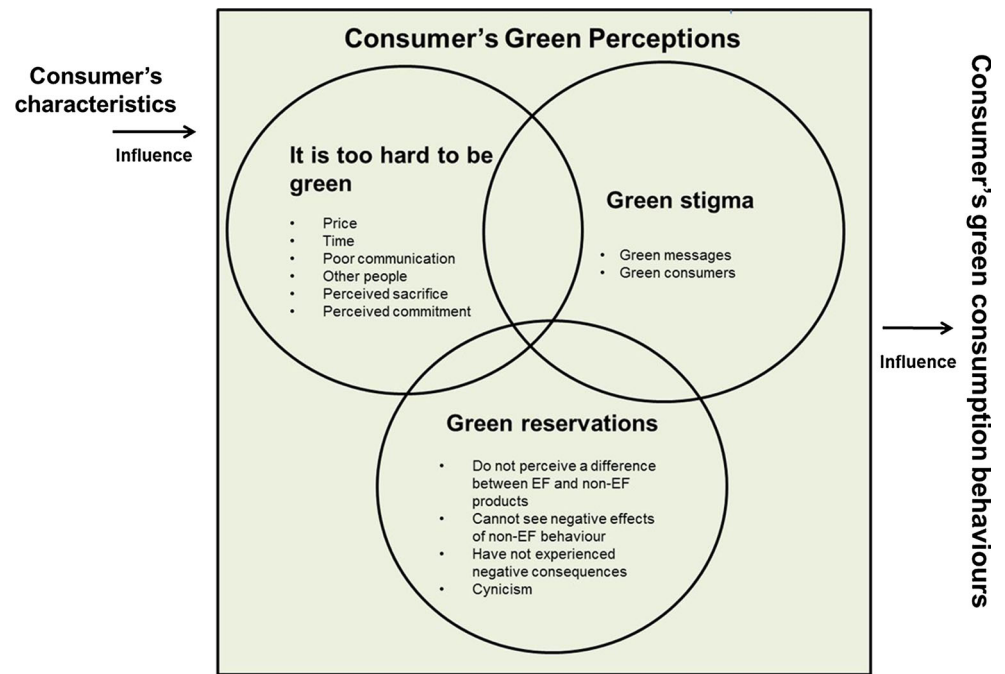 Consumer's Green Perceptions
Consumer's
characteristics
Influence
It is too hard to be
green
• Price
• Time
• Poor communication
• Other people
• Perceived sacrifice
• Perceived commitment
Green stigma
• Green messages
• Green consumers
Green reservations
• Do not perceive a difference
between EF and non-EF
products
• Cannot see negative effects
of non-EF behaviour
• Have not experienced
negative consequences
• Cynicism
Influence
Consumer's green consumption behaviours